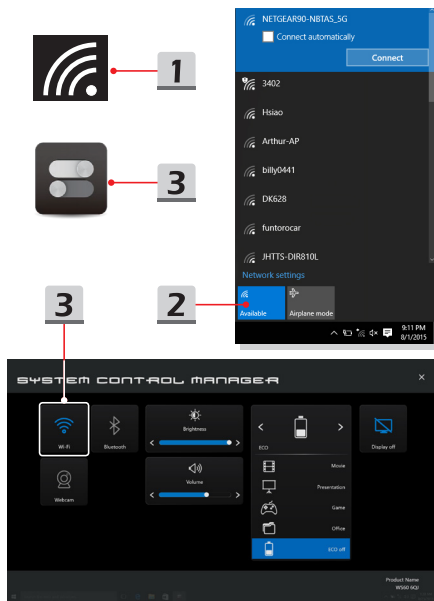 1
3
3
2
NETGEAR90-NBTAS_5G
Connect automatically
Connect
3402
Hsiao
Arthur-AP
billy0441
DK628
funtorocar
JHTTS-DIR810L
Network settings
Available
Airplane mode
9:11 PM
8/1/2015
SYSTEM CONTROL MANAGER
Wi-Fi
Bluetooth
Brightness
ECO
Display off
Webcam
Volume
Movie
Presentation
Game
Office
ECO off
Product Name
WS60 6QJ